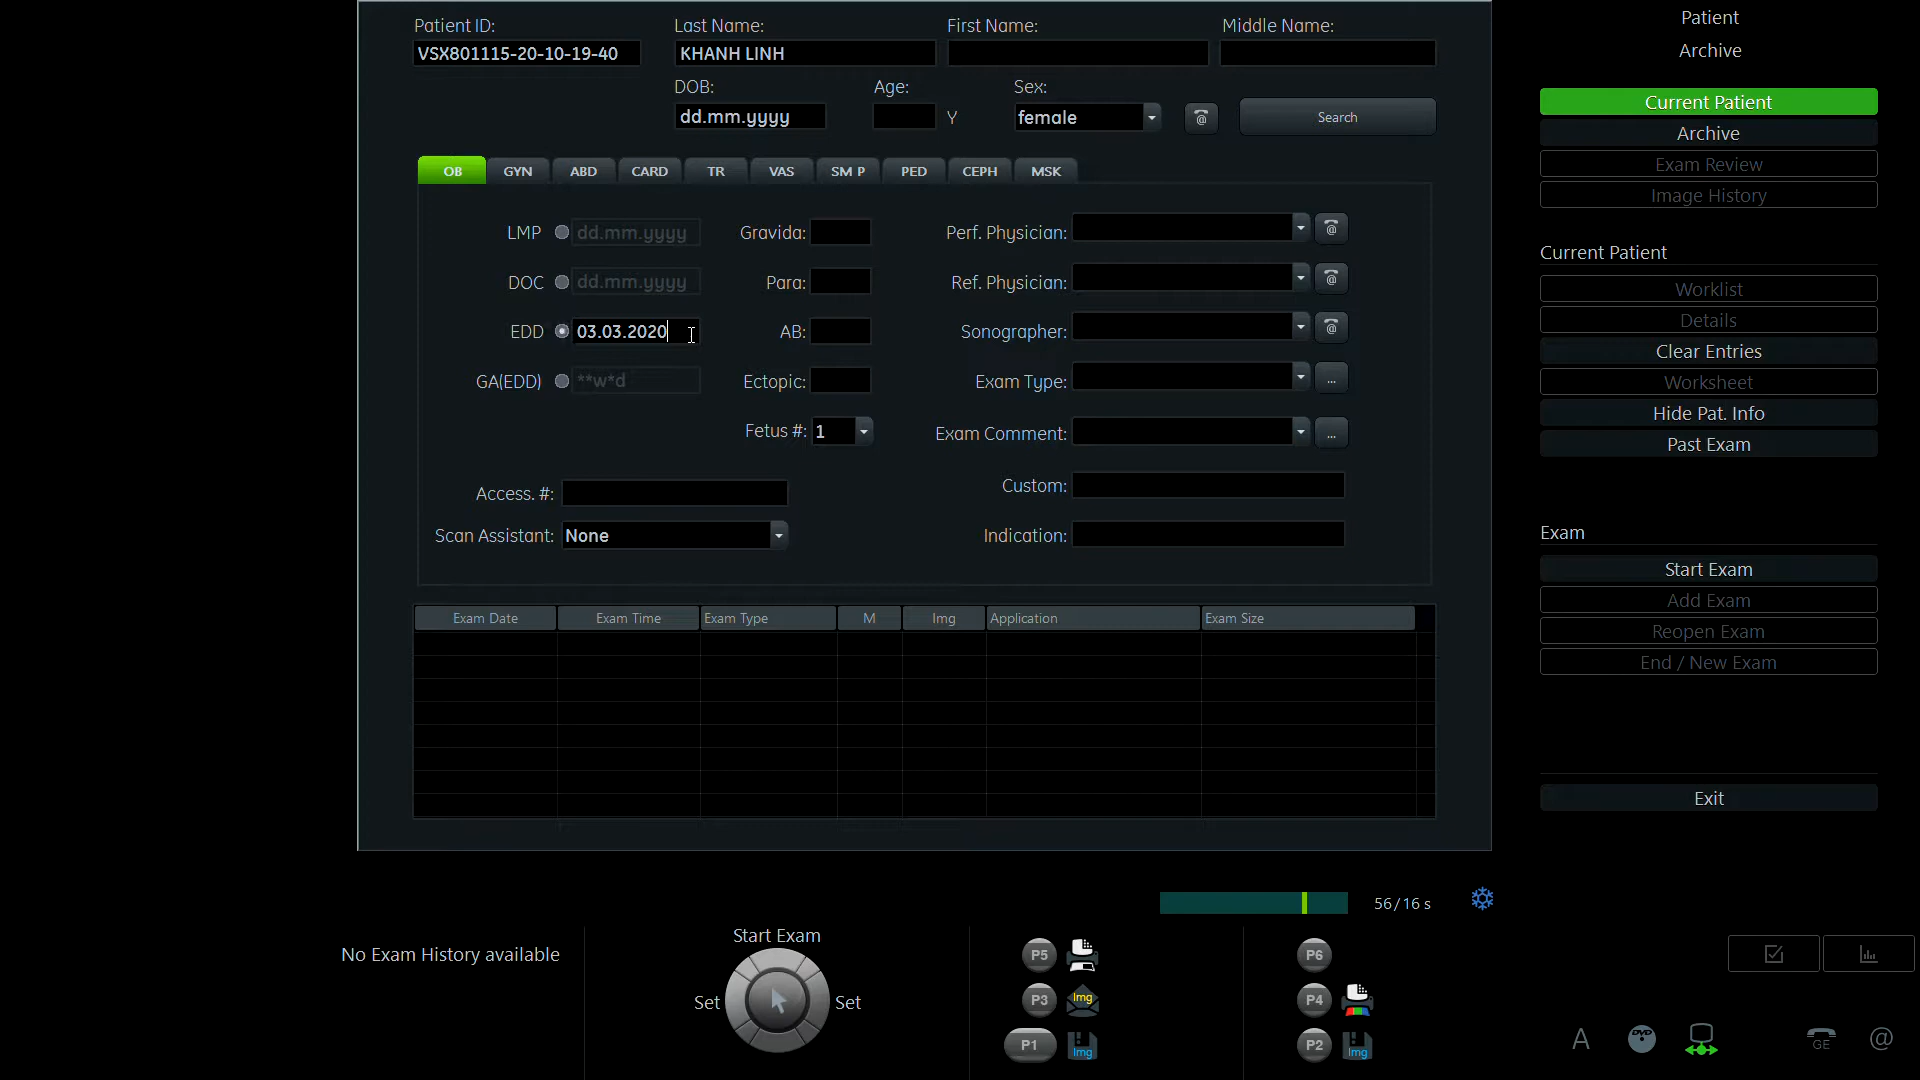 Patient ID: Last Name: First Name: Middle Name:
VSX801115-20-10-19-40 KHANH LINH
DOB: Age: Sex:
dd.mm.yyyy Y female Search
OB GYN ABD CARD TR VAS SM P PED CEPH MSK
LMP dd.mm.yyyy Gravida: Perf. Physician:
DOC dd.mm.yyyy Para: Ref. Physician:
EDD 03.03.2020 AB: Sonographer:
GA(EDD) **w*d Ectopic: Exam Type: ...
Fetus #: 1 Exam Comment: ...
Access. #: Custom:
Scan Assistant: None Indication:
Exam Date Exam Time Exam Type M Img Application Exam Size
Patient
Archive
Current Patient
Archive
Exam Review
Image History
Current Patient
Worklist
Details
Clear Entries
Worksheet
Hide Pat. Info
Past Exam
Exam
Start Exam
Add Exam
Reopen Exam
End / New Exam
Exit
56/16 s
No Exam History available
Start Exam
Set Set
P5 P6
P3 Img P4
P1 Img P2 Img
A DVD GE @